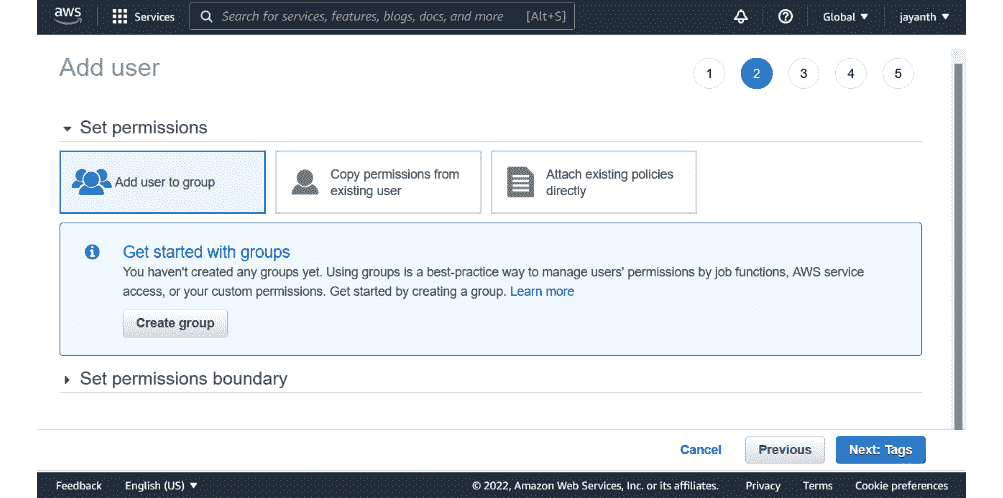 aws Services Search for services, features, blogs, docs, and more [Alt+S] Global ▼ jayanth ▼
Add user 1 2 3 4 5
Set permissions
Add user to group
Copy permissions from
existing user
Attach existing policies
directly
Get started with groups
You haven't created any groups yet. Using groups is a best-practice way to manage users' permissions by job functions, AWS service
access, or your custom permissions. Get started by creating a group. Learn more
Create group
Set permissions boundary
Cancel Previous Next: Tags
Feedback English (US) ▼ © 2022, Amazon Web Services, Inc. or its affiliates. Privacy Terms Cookie preferences